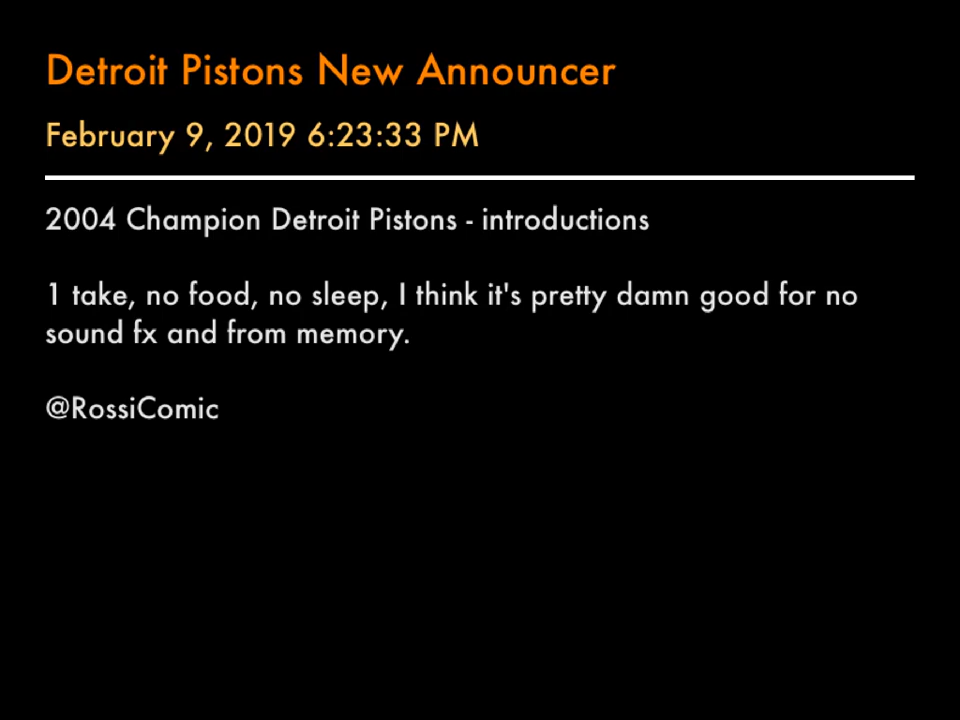 Detroit Pistons New Announcer
February 9, 2019 6:23:33 PM
2004 Champion Detroit Pistons - introductions
1 take, no food, no sleep, I think it's pretty damn good for no
sound fx and from memory.
@RossiComic